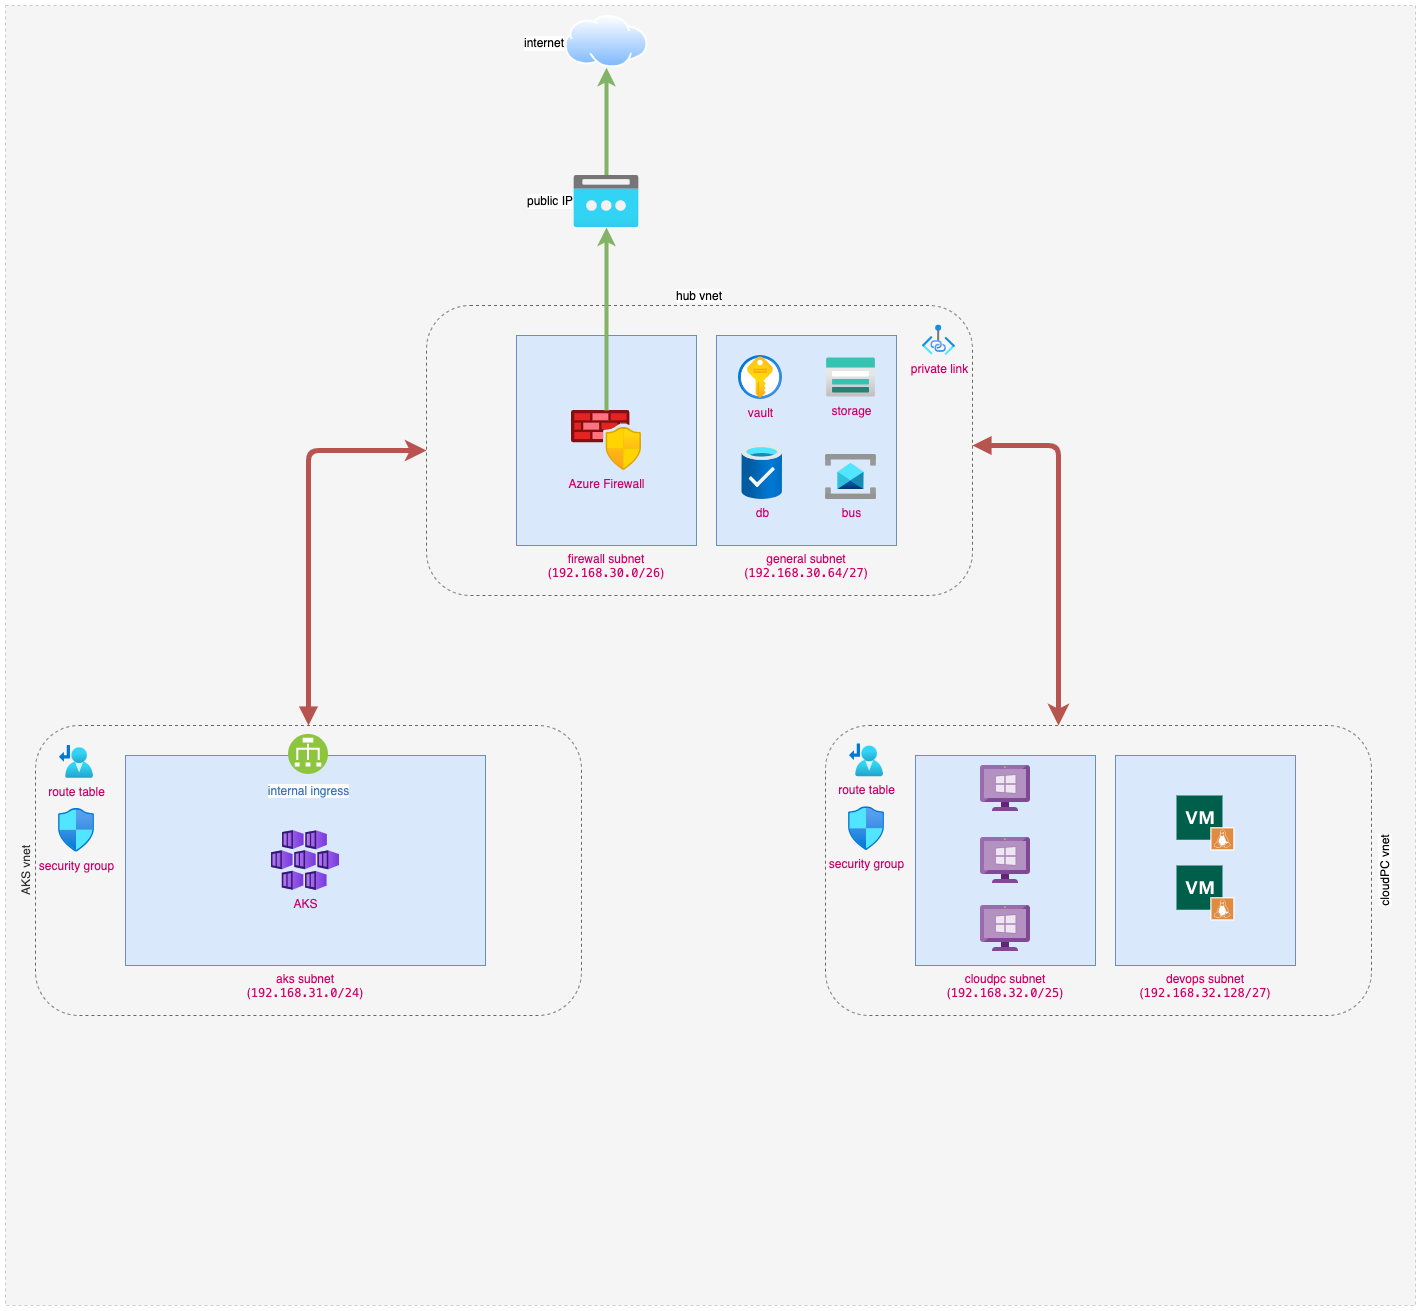 internet
public IP
hub vnet
private link
vault
storage
Azure Firewall
db
bus
firewall subnet
(192.168.30.0/26)
general subnet
(192.168.30.64/27)
AKS vnet
route table
security group
internal ingress
AKS
aks subnet
(192.168.31.0/24)
route table
security group
cloudpc subnet
(192.168.32.0/25)
VM
VM
devops subnet
(192.168.32.128/27)
cloudPC vnet